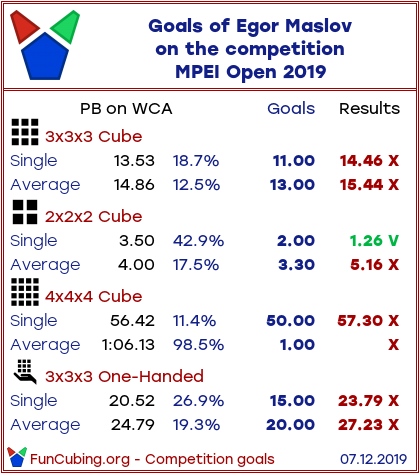 Goals of Egor Maslov
on the competition
MPEI Open 2019
PB on WCA Goals Results
3x3x3 Cube
Single 13.53 18.7% 11.00 14.46 X
Average 14.86 12.5% 13.00 15.44 X
2x2x2 Cube
Single 3.50 42.9% 2.00 1.26 V
Average 4.00 17.5% 3.30 5.16 X
4x4x4 Cube
Single 56.42 11.4% 50.00 57.30 X
Average 1:06.13 98.5% 1.00 X
3x3x3 One-Handed
Single 20.52 26.9% 15.00 23.79 X
Average 24.79 19.3% 20.00 27.23 X
FunCubing.org - Competition goals 07.12.2019